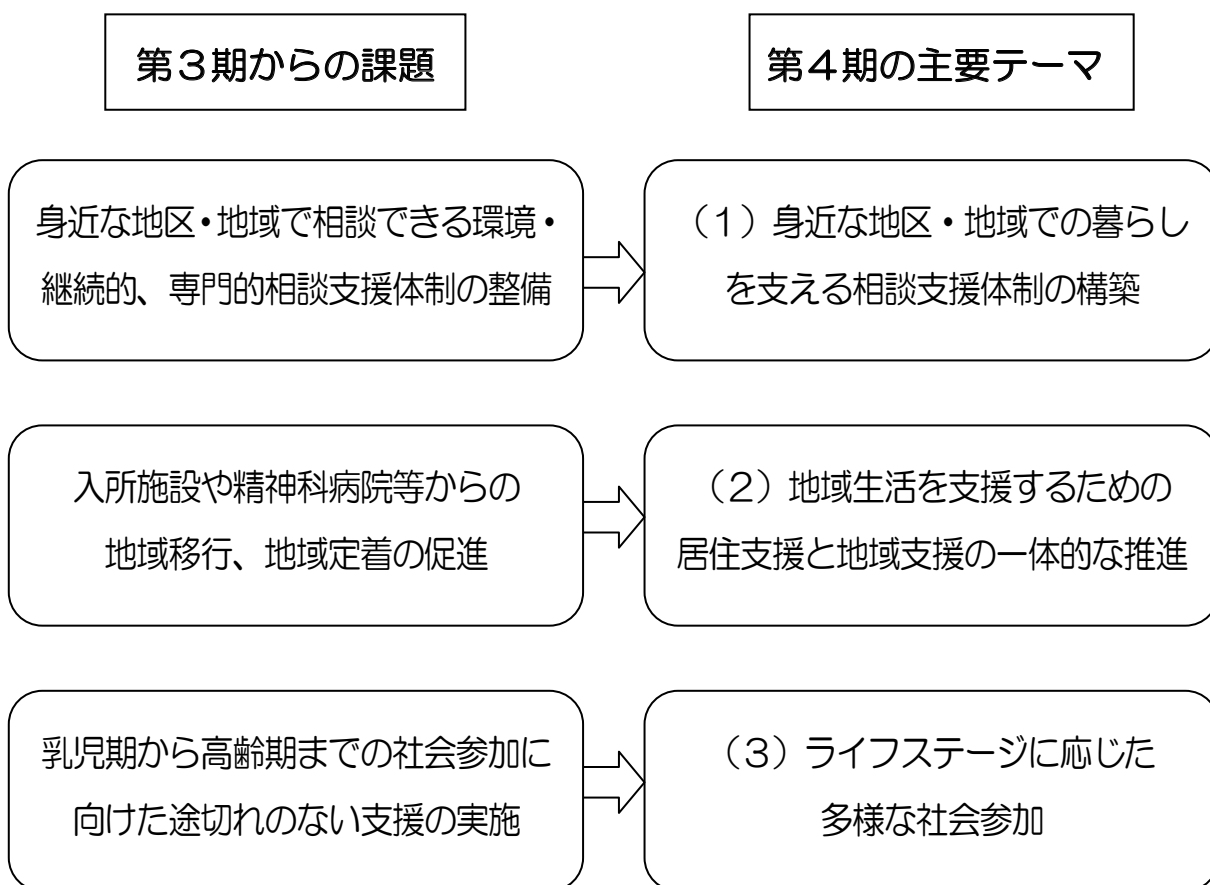 第3期からの課題
第4期の主要テーマ
身近な地区・地域で相談できる環境・
継続的、専門的相談支援体制の整備
(1)身近な地区・地域での暮らし
を支える相談支援体制の構築
入所施設や精神科病院等からの
地域移行、地域定着の促進
(2)地域生活を支援するための
居住支援と地域支援の一体的な推進
乳児期から高齢期までの社会参加に
向けた途切れのない支援の実施
(3)ライフステージに応じた
多様な社会参加